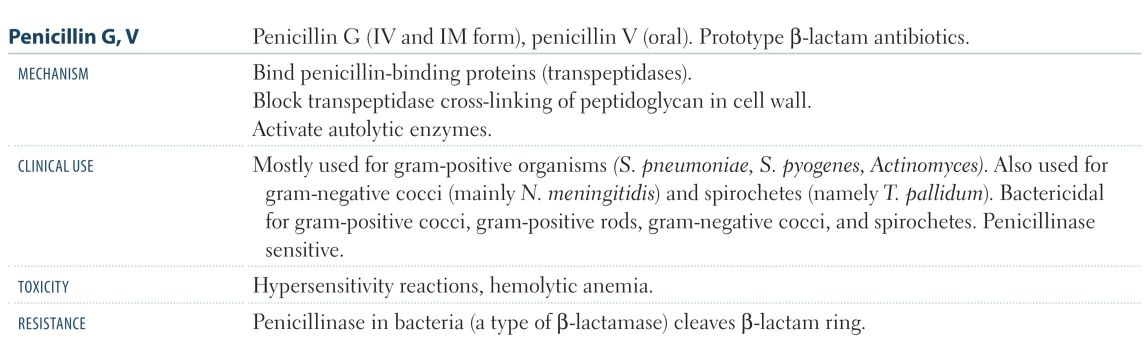 Penicillin G, V Penicillin G (IV and IM form), penicillin V (oral). Prototype β-lactam antibiotics.
MECHANISM Bind penicillin-binding proteins (transpeptidases).
Block transpeptidase cross-linking of peptidoglycan in cell wall.
Activate autolytic enzymes.
CLINICAL USE Mostly used for gram-positive organisms (S. pneumoniae, S. pyogenes, Actinomyces). Also used for
gram-negative cocci (mainly N. meningitidis) and spirochetes (namely T. pallidum). Bactericidal
for gram-positive cocci, gram-positive rods, gram-negative cocci, and spirochetes. Penicillinase
sensitive.
TOXICITY Hypersensitivity reactions, hemolytic anemia.
RESISTANCE Penicillinase in bacteria (a type of β-lactamase) cleaves β-lactam ring.